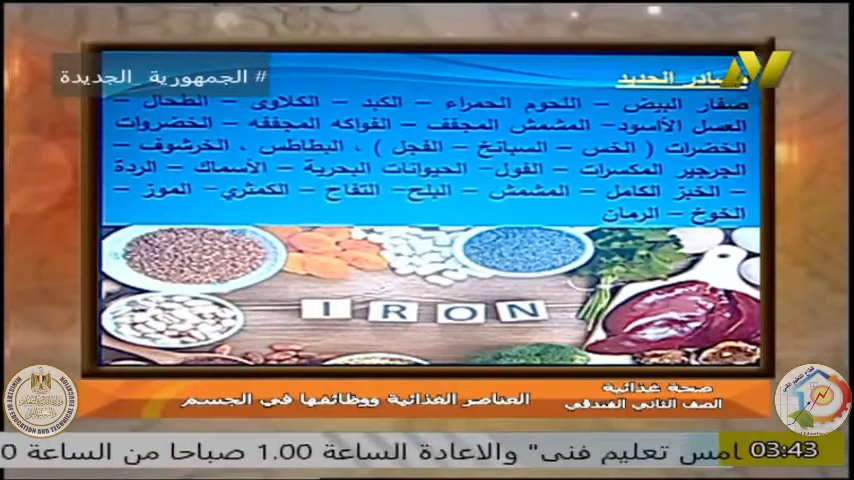 # الجمهورية_الجديدة
مصادر الحديد
صفار البيض – اللحوم الحمراء – الكبد – الكلاوى – الطحال –
العسل الأسود- المشمش المجفف – الفواكه المجففه – الخضروات
الخضرات ( الخس – السبانخ – الفجل ) ، البطاطس ، الخرشوف –
الجرجير المكسرات – الفول- الحيوانات البحرية – الأسماك – الردة
– الخبز الكامل – المشمش – البلح- التفاح – الكمثري- الموز –
الخوخ – الرمان
IRON
صحة غذائية
الصف الثاني الفندقي
العناصر الغذائية ووظائفها في الجسم
امس تعليم فنى" والاعادة الساعة 1.00 صباحا من الساعة
03:43